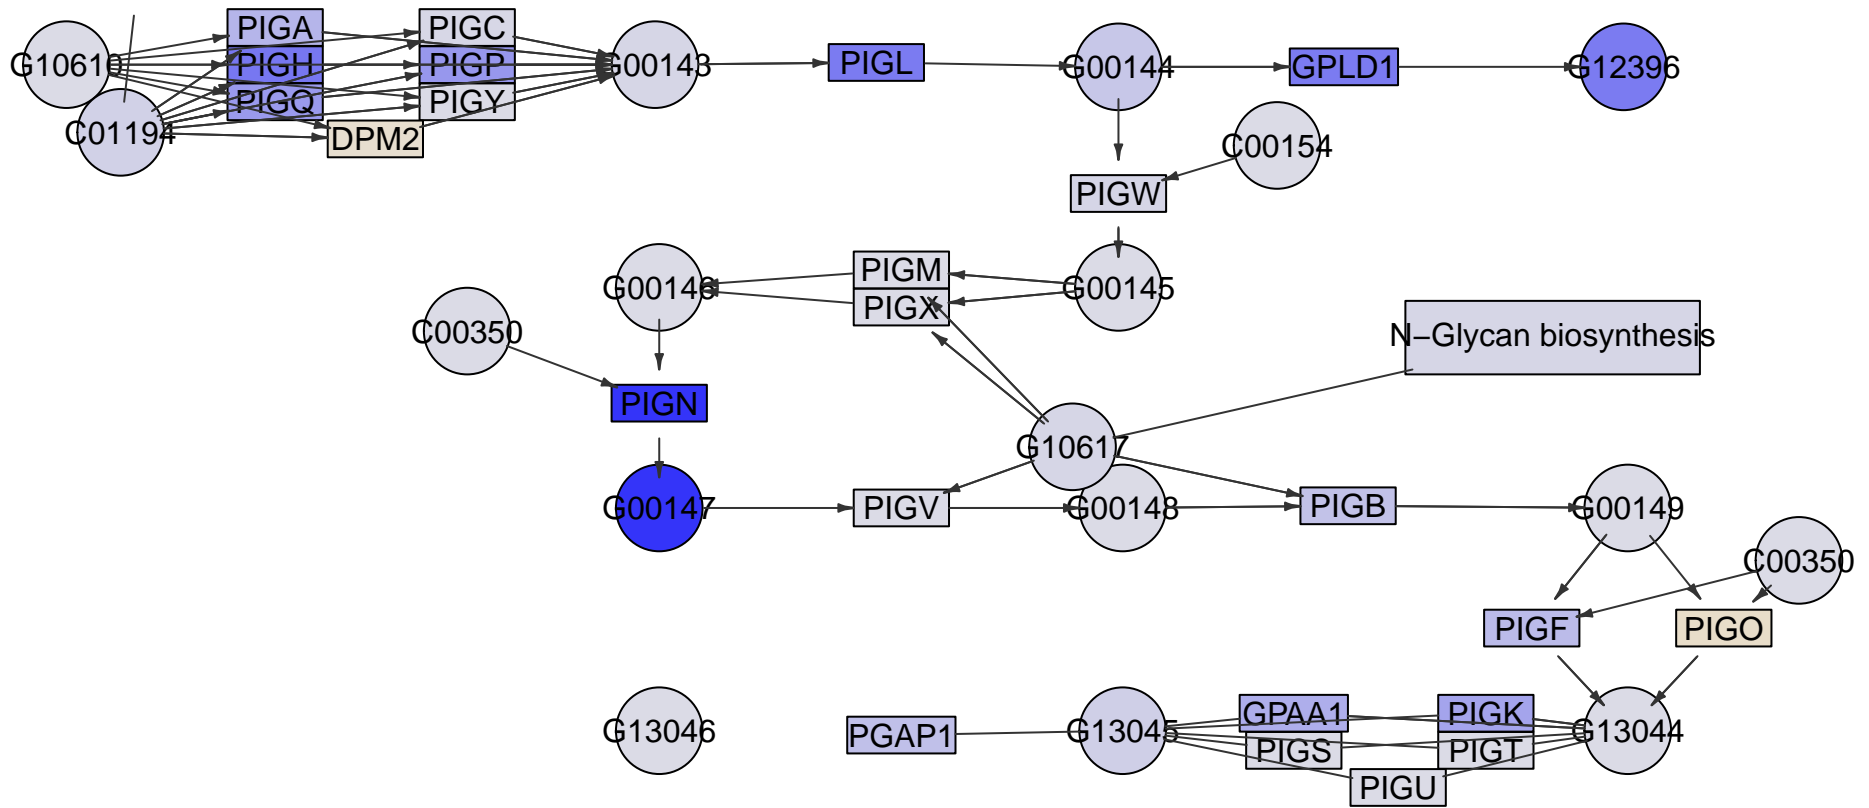 PIGA
PIGC
G10610
PIGH
PIGP
G00143
PIGL
G00144
GPLD1
G12396
PIGQ
PIGY
C01194
DPM2
C00154
PIGW
PIGM
G00146
G00145
PIGX
C00350
N–Glycan biosynthesis
PIGN
G10617
G00147
PIGV
G00148
PIGB
G00149
C00350
PIGF
PIGO
GPAA1
PIGK
G13046
PGAP1
G13045
G13044
PIGS
PIGT
PIGU